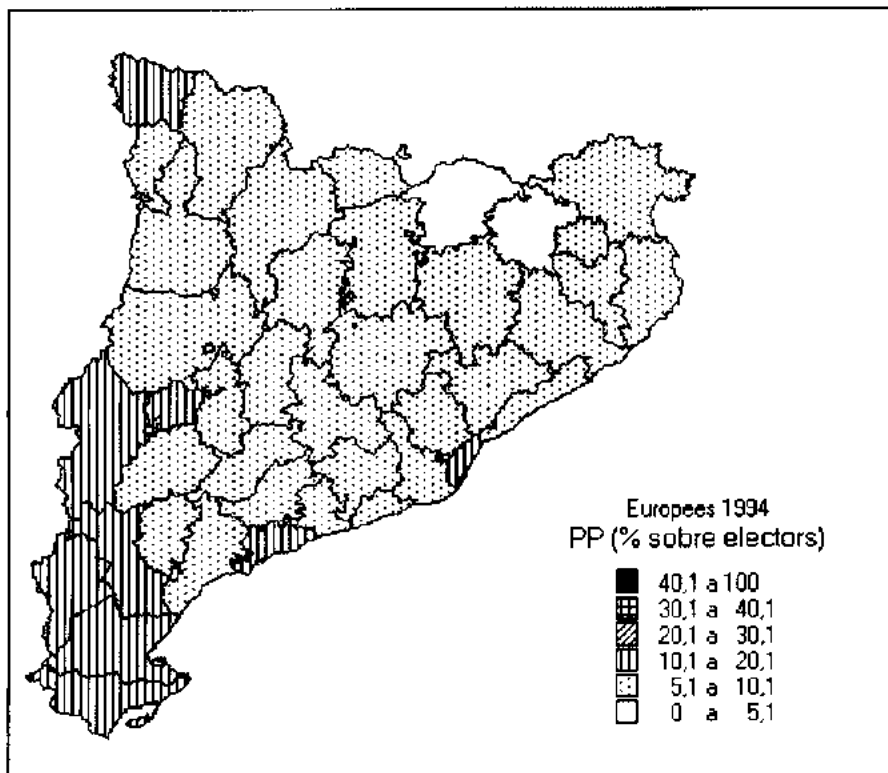 Europees 1994
PP (% sobre electors)
40,1 a 100
30,1 a 40,1
20,1 a 30,1
10,1 a 20,1
5,1 a 10,1
0 a 5,1